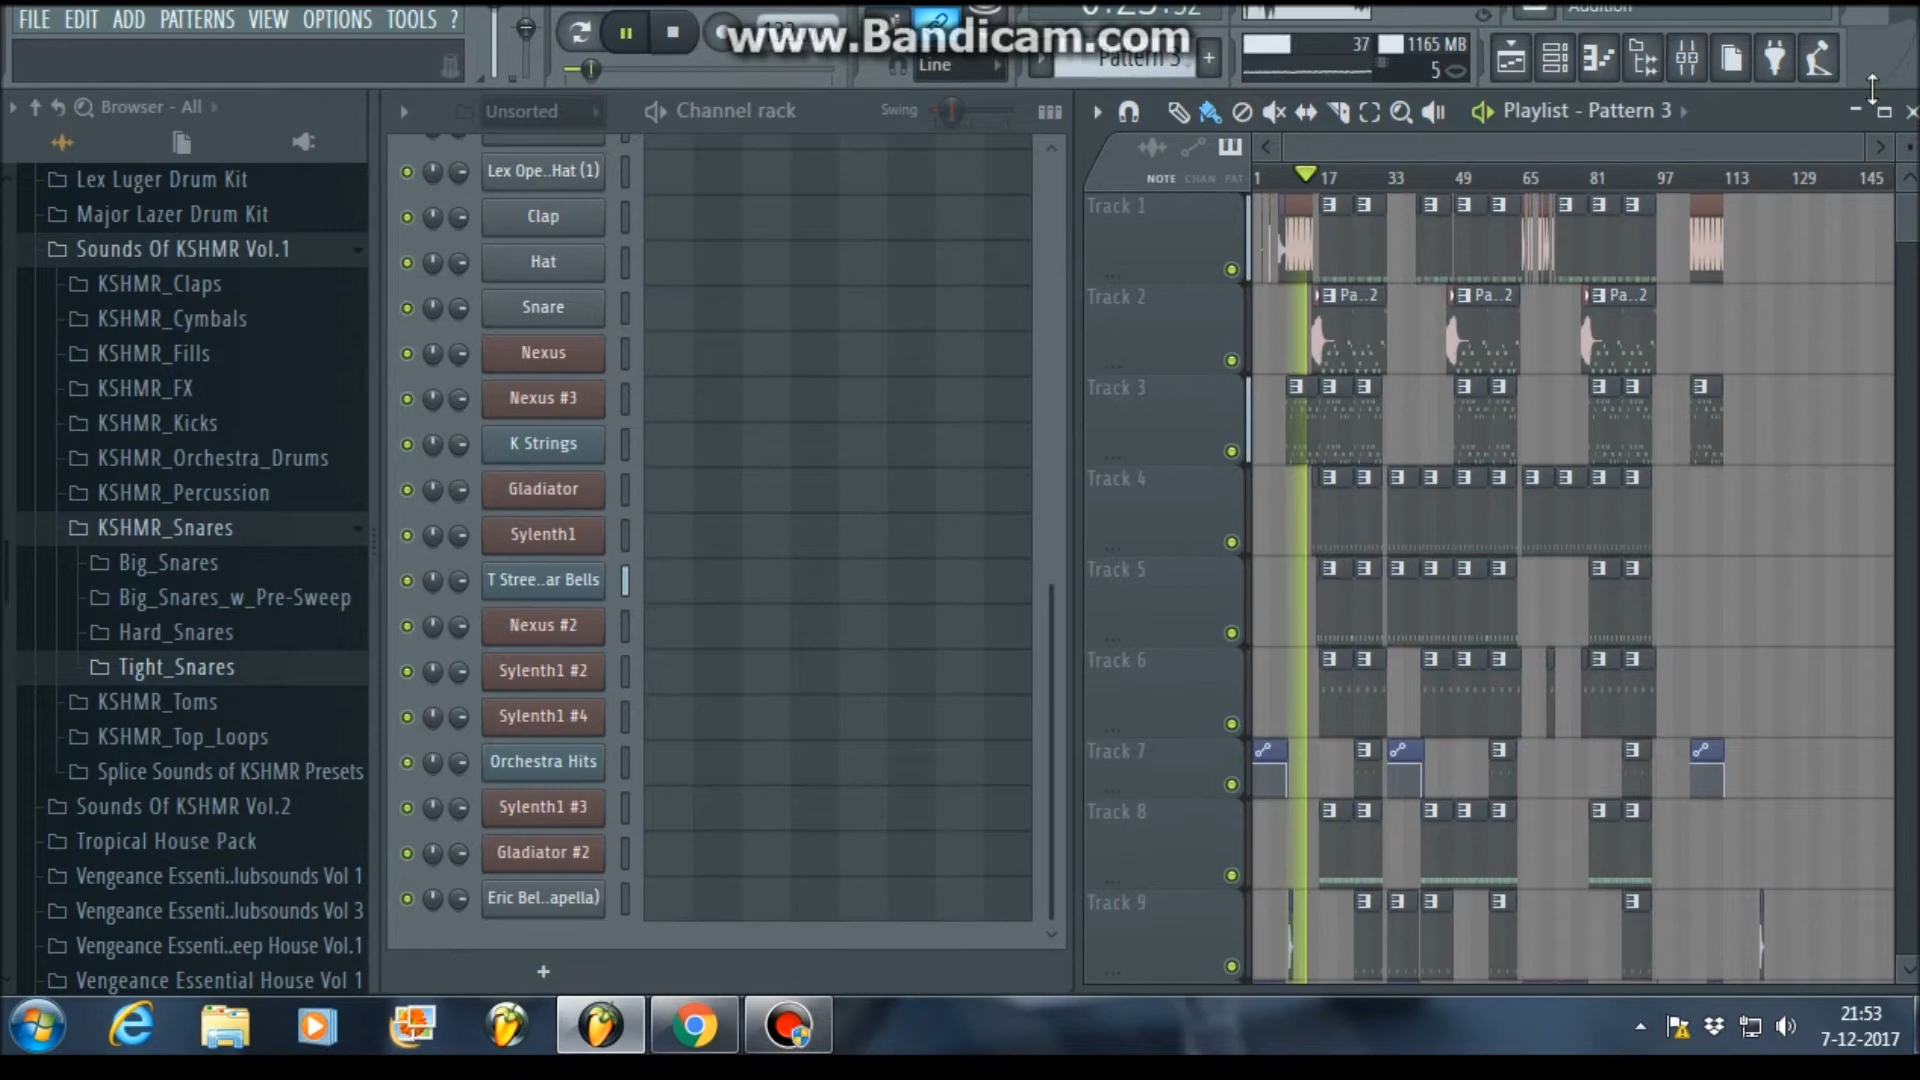 FILE EDIT ADD PATTERNS VIEW OPTIONS TOOLS ?
www.Bandicam.com
Line
37
1165 MB
5
Browser - All
Unsorted
Channel rack
Swing
Playlist - Pattern 3
NOTE CHAN PAT
1 17 33 49 65 81 97 113 129 145
Lex Luger Drum Kit
Major Lazer Drum Kit
Sounds Of KSHMR Vol.1
KSHMR_Claps
KSHMR_Cymbals
KSHMR_Fills
KSHMR_FX
KSHMR_Kicks
KSHMR_Orchestra_Drums
KSHMR_Percussion
KSHMR_Snares
Big_Snares
Big_Snares_w_Pre-Sweep
Hard_Snares
Tight_Snares
KSHMR_Toms
KSHMR_Top_Loops
Splice Sounds of KSHMR Presets
Sounds Of KSHMR Vol.2
Tropical House Pack
Vengeance Essenti..lubsounds Vol 1
Vengeance Essenti..lubsounds Vol 3
Vengeance Essenti..eep House Vol.1
Vengeance Essential House Vol 1
Lex Ope..Hat (1)
Clap
Hat
Snare
Nexus
Nexus #3
K Strings
Gladiator
Sylenth1
T Stree..ar Bells
Nexus #2
Sylenth1 #2
Sylenth1 #4
Orchestra Hits
Sylenth1 #3
Gladiator #2
Eric Bel..apella)
+
Track 1
Track 2
Pa..2
Pa..2
Pa..2
Track 3
Track 4
Track 5
Track 6
Track 7
Track 8
Track 9
21:53
7-12-2017